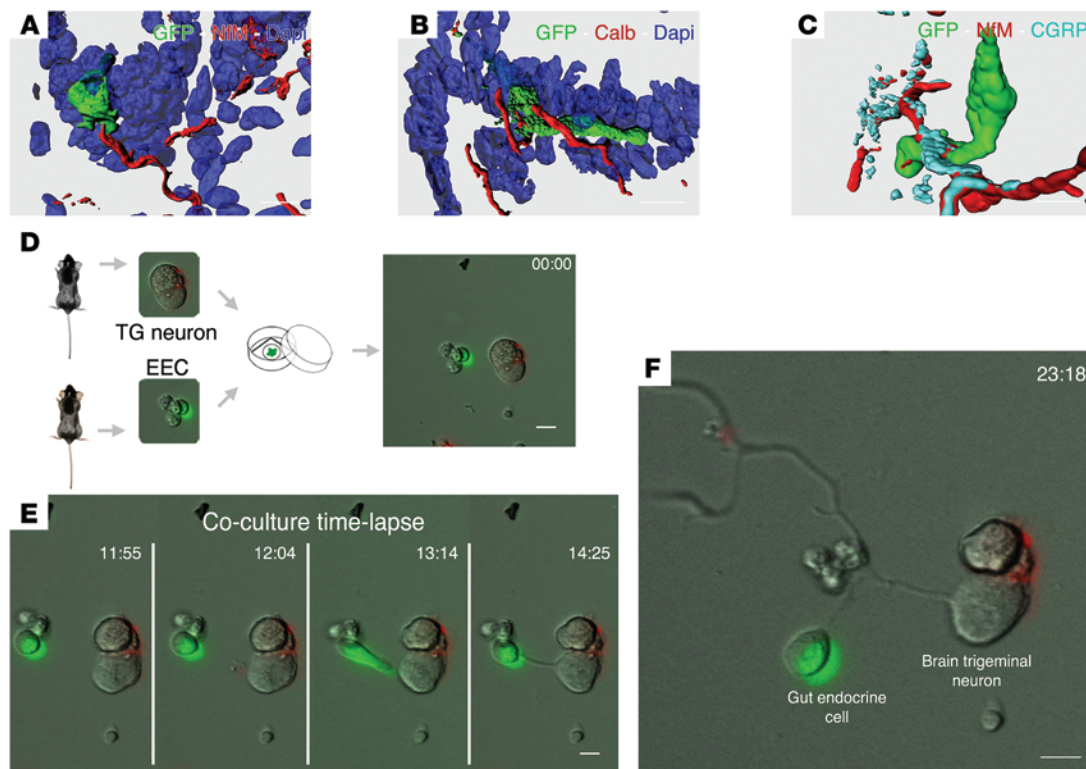 A
GFP - NfM - Dapi
B
GFP - Calb - Dapi
C
GFP - NfM - CGRP
D
TG neuron
EEC
00:00
E
Co-culture time-lapse
11:55
12:04
13:14
14:25
F
23:18
Brain trigeminal
neuron
Gut endocrine
cell